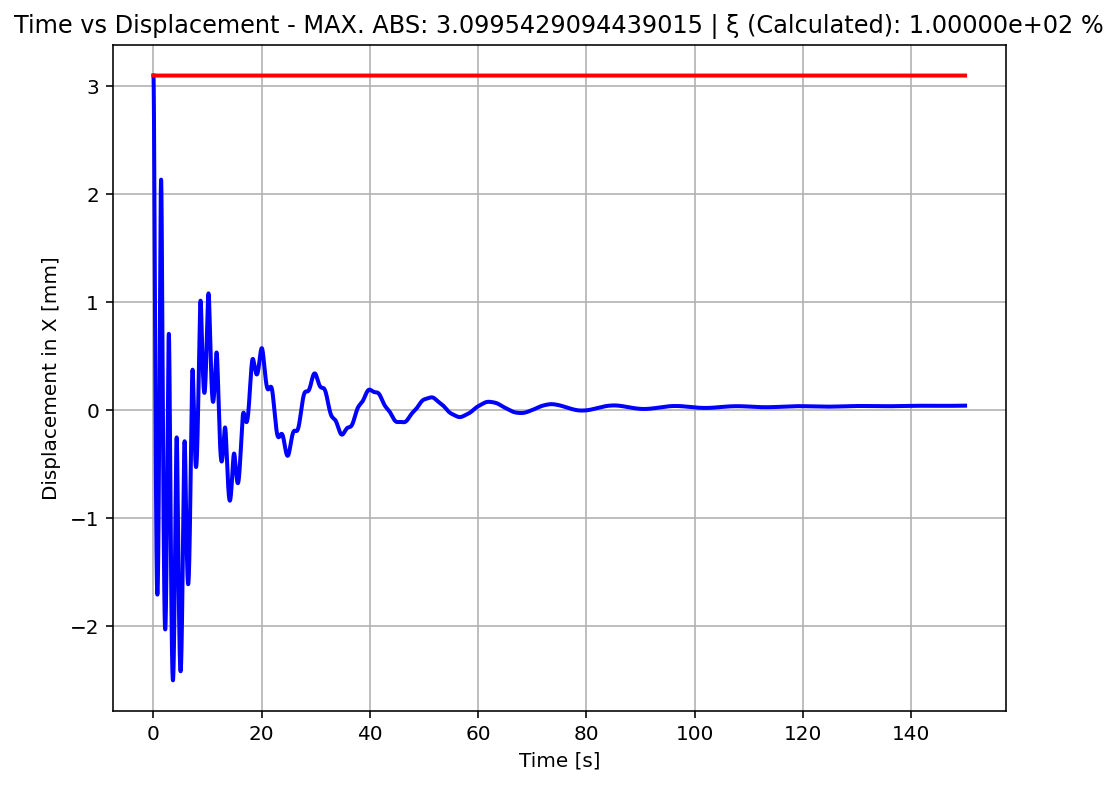 Time vs Displacement - MAX. ABS: 3.0995429094439015 | ξ (Calculated): 1.00000e+02 %
3
2
1
0
−1
−2
Displacement in X [mm]
0 20 40 60 80 100 120 140
Time [s]